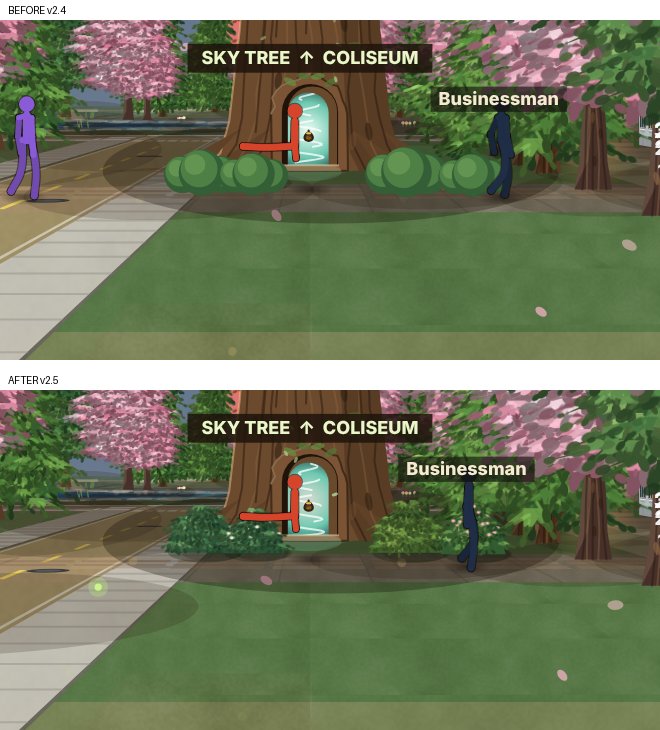 BEFORE v2.4
SKY TREE ↑ COLISEUM
Businessman
AFTER v2.5
SKY TREE ↑ COLISEUM
Businessman